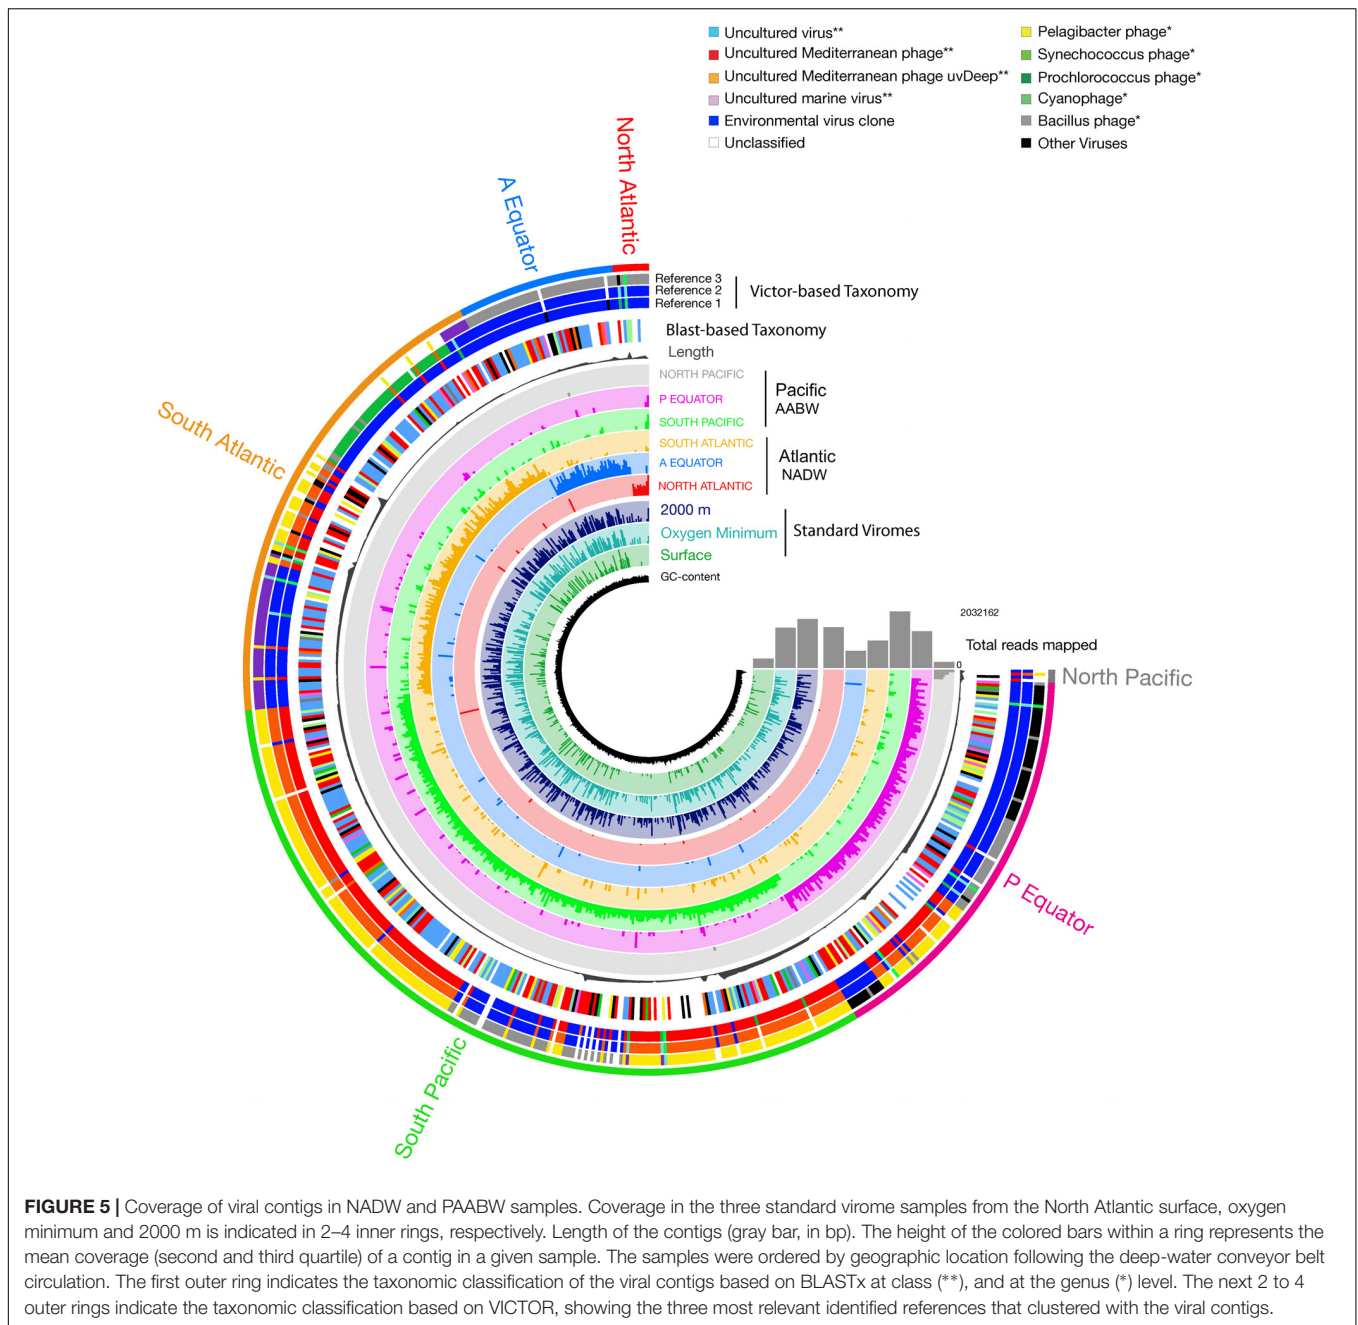 Uncultured virus**
Uncultured Mediterranean phage**
Uncultured Mediterranean phage uvDeep**
Uncultured marine virus**
Environmental virus clone
Unclassified
Pelagibacter phage*
Synechococcus phage*
Prochlorococcus phage*
Cyanophage*
Bacillus phage*
Other Viruses
North Atlantic
A Equator
South Atlantic
South Pacific
P Equator
North Pacific
Reference 3
Reference 2
Reference 1
Victor-based Taxonomy
Blast-based Taxonomy
Length
NORTH PACIFIC
P EQUATOR
SOUTH PACIFIC
Pacific
AABW
SOUTH ATLANTIC
A EQUATOR
NORTH ATLANTIC
Atlantic
NADW
2000 m
Oxygen Minimum
Surface
Standard Viromes
GC-content
2032162
Total reads mapped
0
FIGURE 5 | Coverage of viral contigs in NADW and PAABW samples. Coverage in the three standard virome samples from the North Atlantic surface, oxygen
minimum and 2000 m is indicated in 2–4 inner rings, respectively. Length of the contigs (gray bar, in bp). The height of the colored bars within a ring represents the
mean coverage (second and third quartile) of a contig in a given sample. The samples were ordered by geographic location following the deep-water conveyor belt
circulation. The first outer ring indicates the taxonomic classification of the viral contigs based on BLASTx at class (**), and at the genus (*) level. The next 2 to 4
outer rings indicate the taxonomic classification based on VICTOR, showing the three most relevant identified references that clustered with the viral contigs.